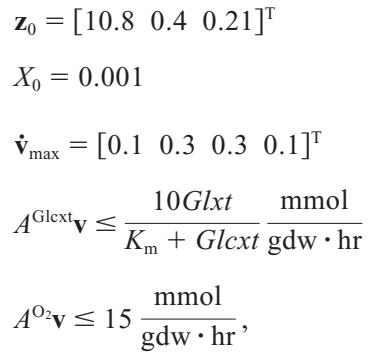 z₀ = [10.8 0.4 0.21]ᵀ
X₀ = 0.001
v̇ₘₐₓ = [0.1 0.3 0.3 0.1]ᵀ
A^Glcxt v ≤ 10Glxt / (Kₘ + Glcxt) mmol / (gdw · hr)
A^O₂ v ≤ 15 mmol / (gdw · hr),